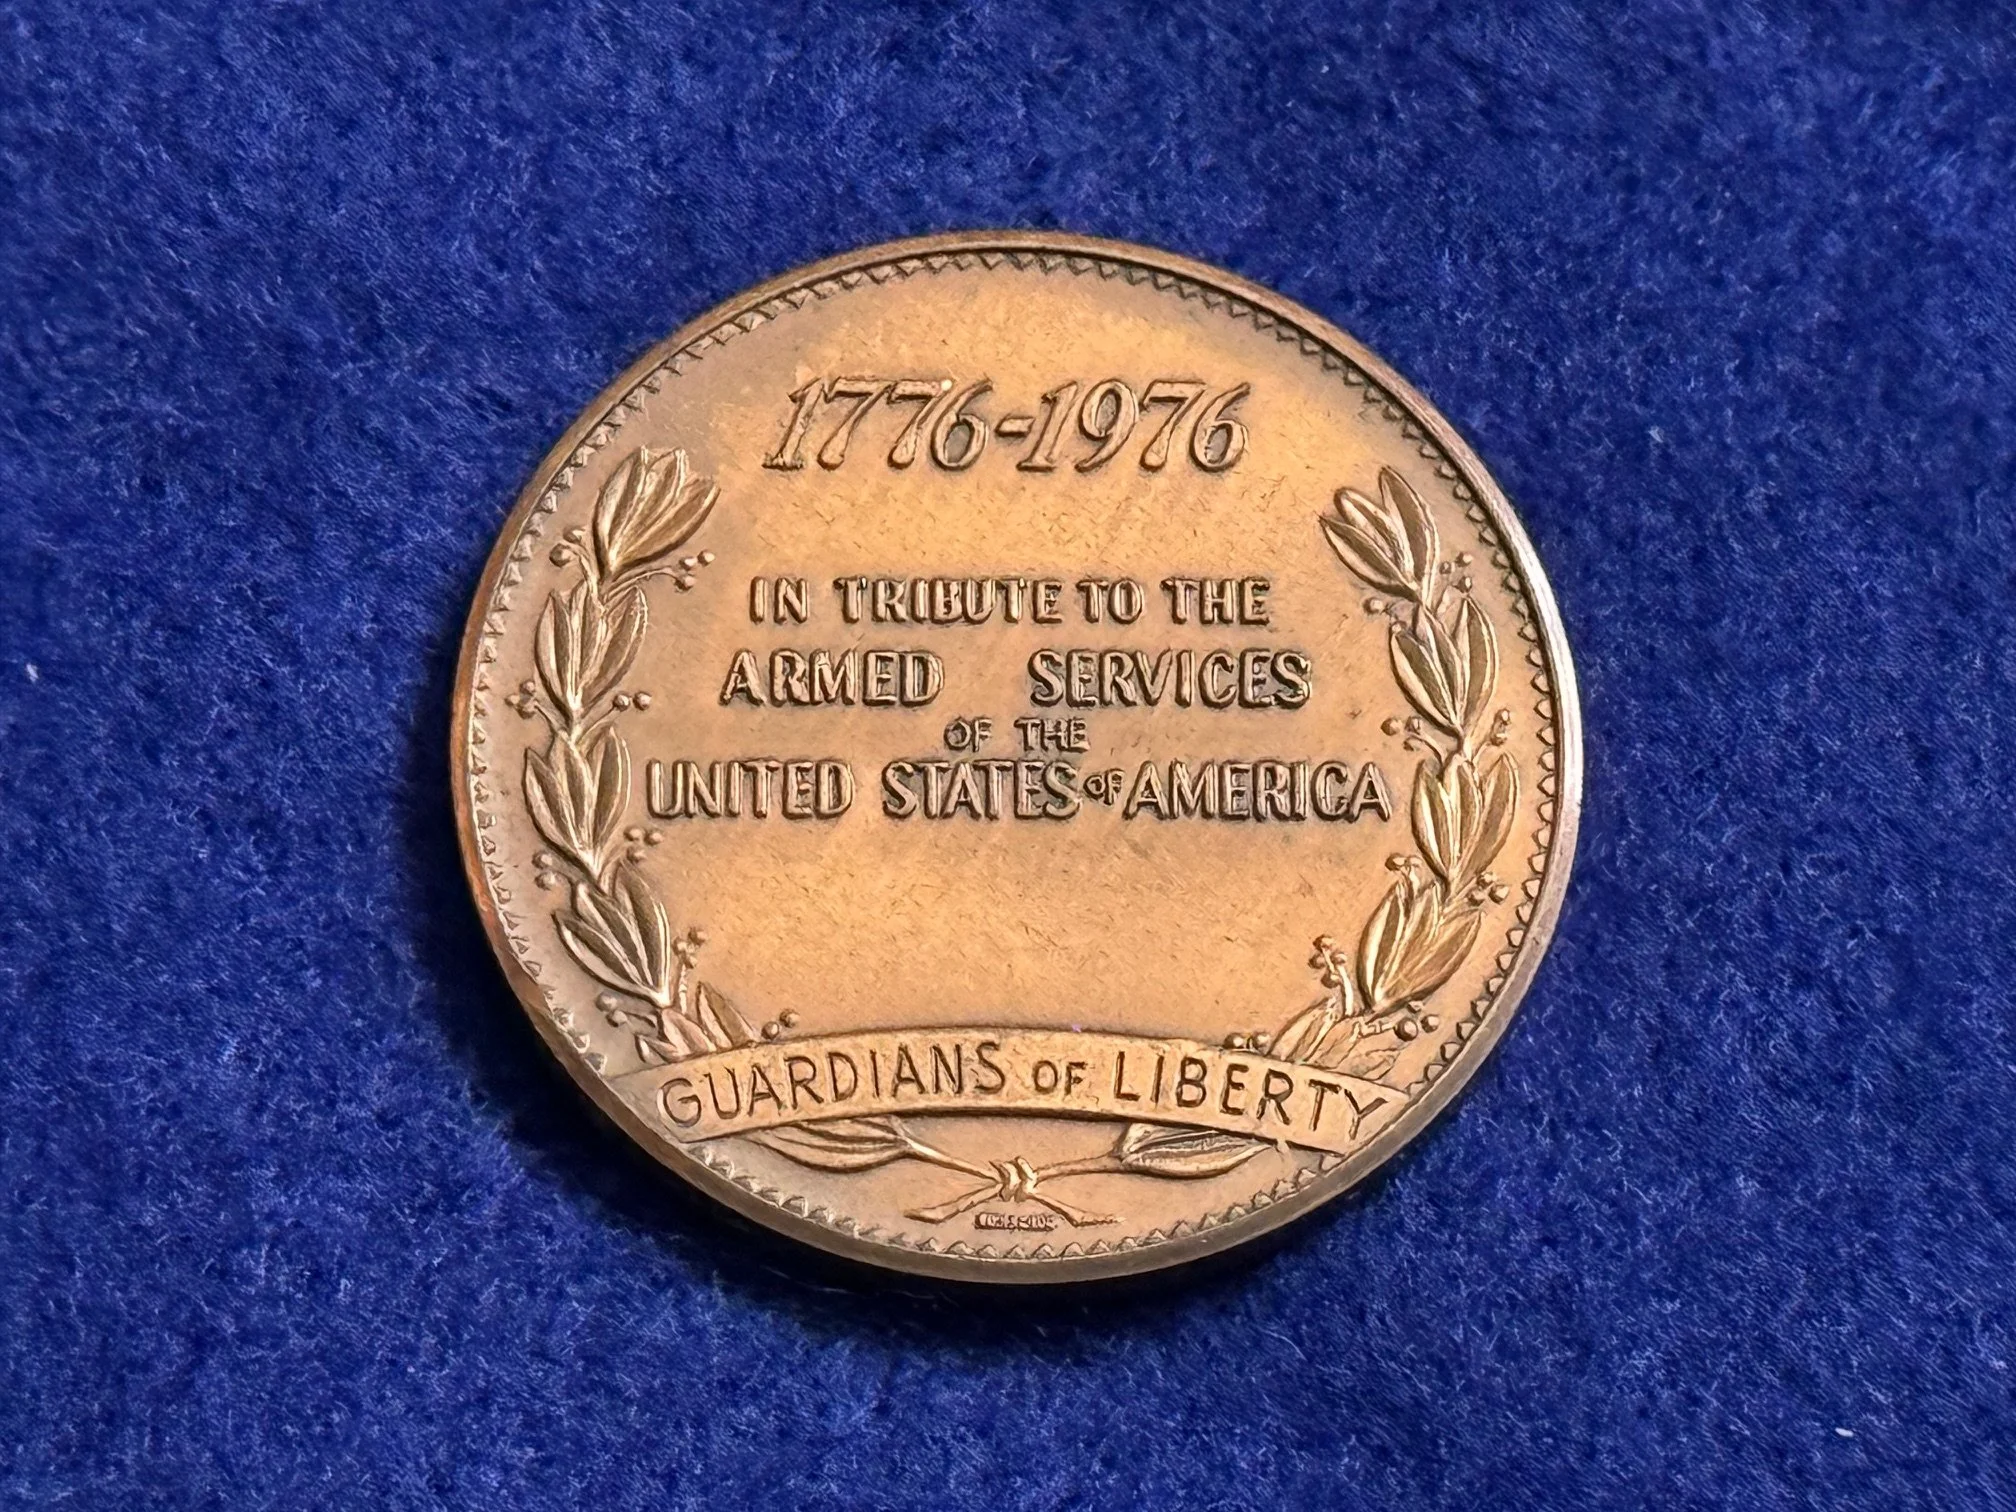 1776-1976
IN TRIBUTE TO THE
ARMED SERVICES
OF THE
UNITED STATES OF AMERICA
GUARDIANS OF LIBERTY